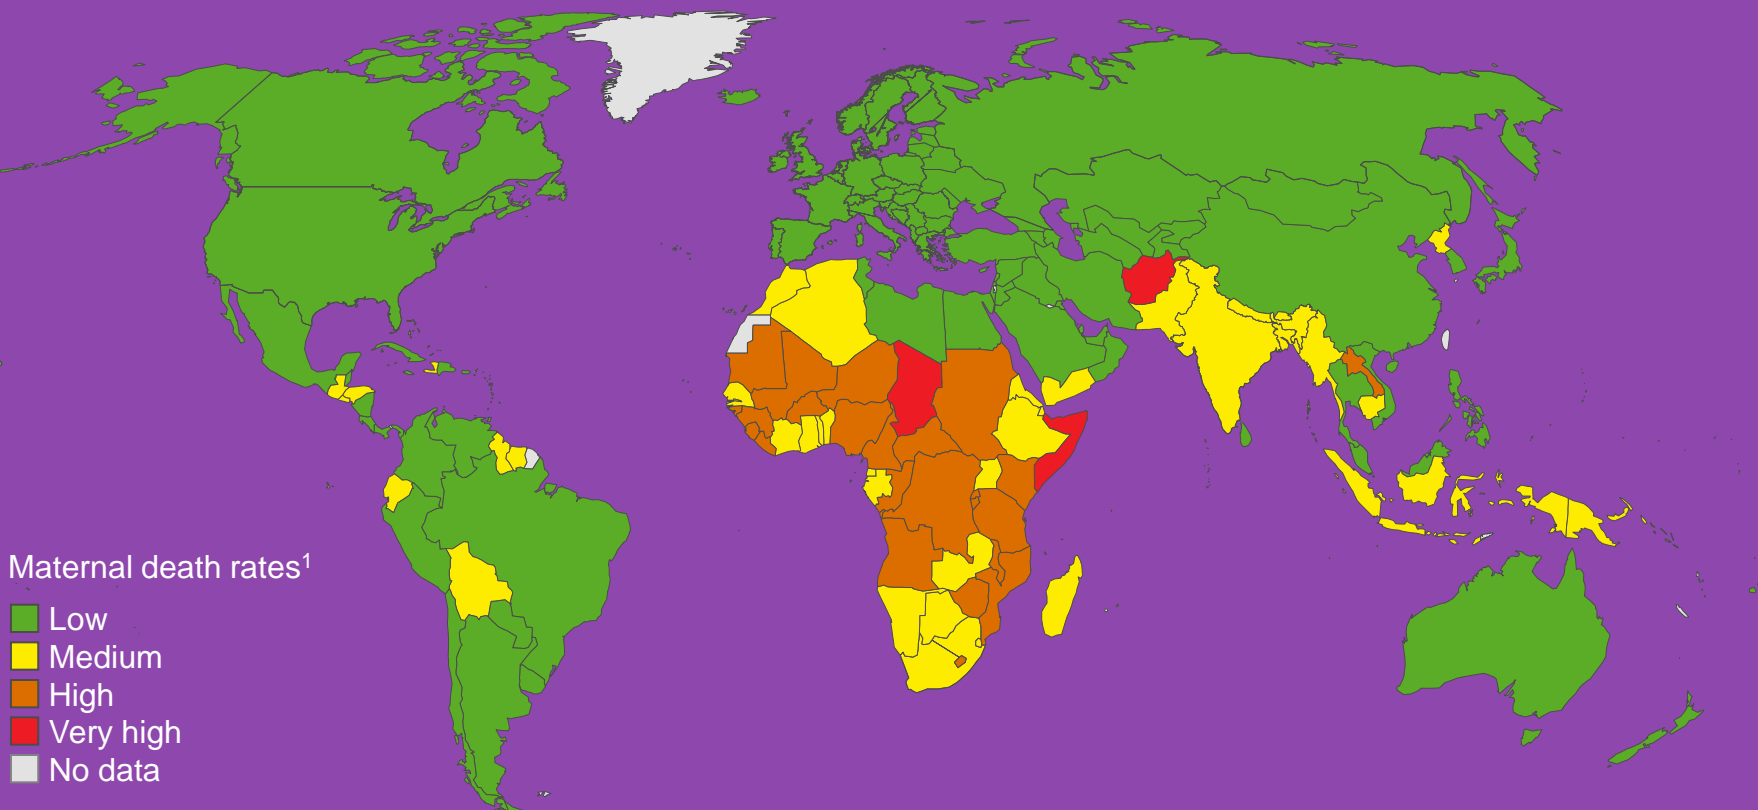 Maternal death rates¹
Low
Medium
High
Very high
No data